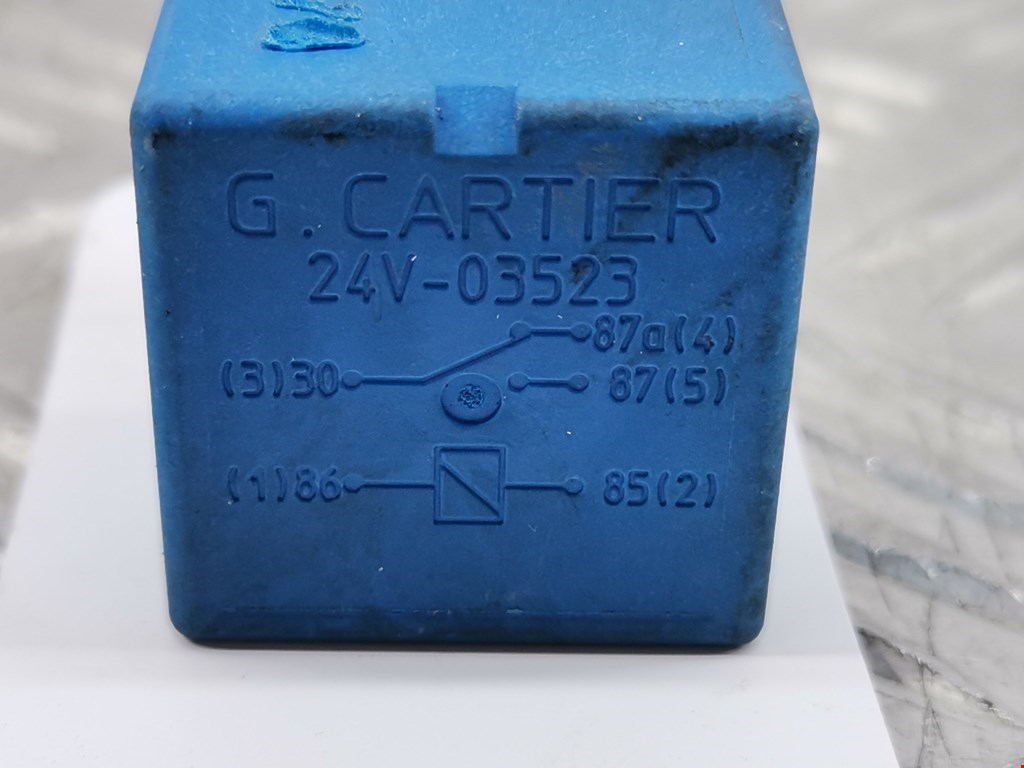 G.CARTIER
24V-03523
87a(4)
(3)30 87(5)
(1)86 85(2)